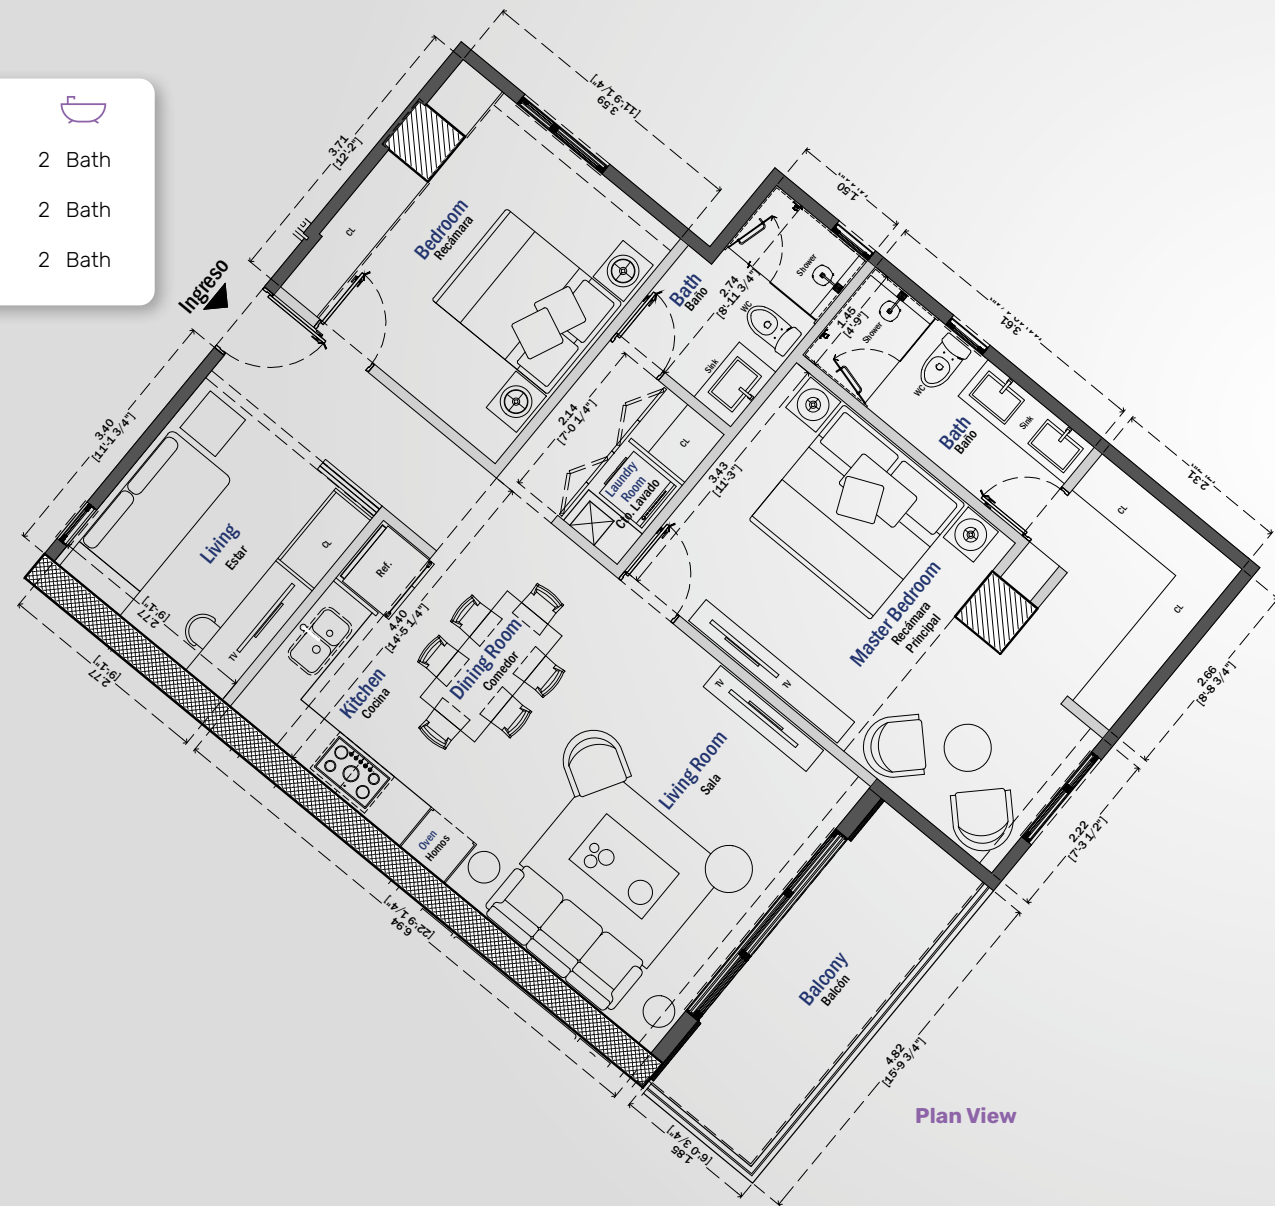 2 Bath
2 Bath
2 Bath
Ingreso
3.71
[12'-2"]
3.59
[11'-9 1/4"]
CL
Bedroom
Recámara
1.50
Bath
Baño
2.74
[8'-11 3/4"]
Shower
WC
Sink
1.45
[4'-9"]
Shower
WC
3.61
Bath
Baño
Sink
2.31
CL
CL
3.40
[11'-1 3/4"]
2.14
[7'-0 1/4"]
CL
Laundry
Room
Cto. Lavado
3.43
[11'-3"]
Living
Estar
CL
TV
2.77
[9'-1"]
2.77
[9'-1"]
Ref.
4.40
[14'-5 1/4"]
Kitchen
Cocina
Dining Room
Comedor
Master Bedroom
Recámara
Principal
TV
TV
2.66
[8'-8 3/4"]
Living Room
Sala
Oven
Hornos
2.22
[7'-3 1/2"]
6.94
[22'-9 1/4"]
Balcony
Balcón
4.82
[15'-9 3/4"]
1.85
[6'-0 3/4"]
Plan View